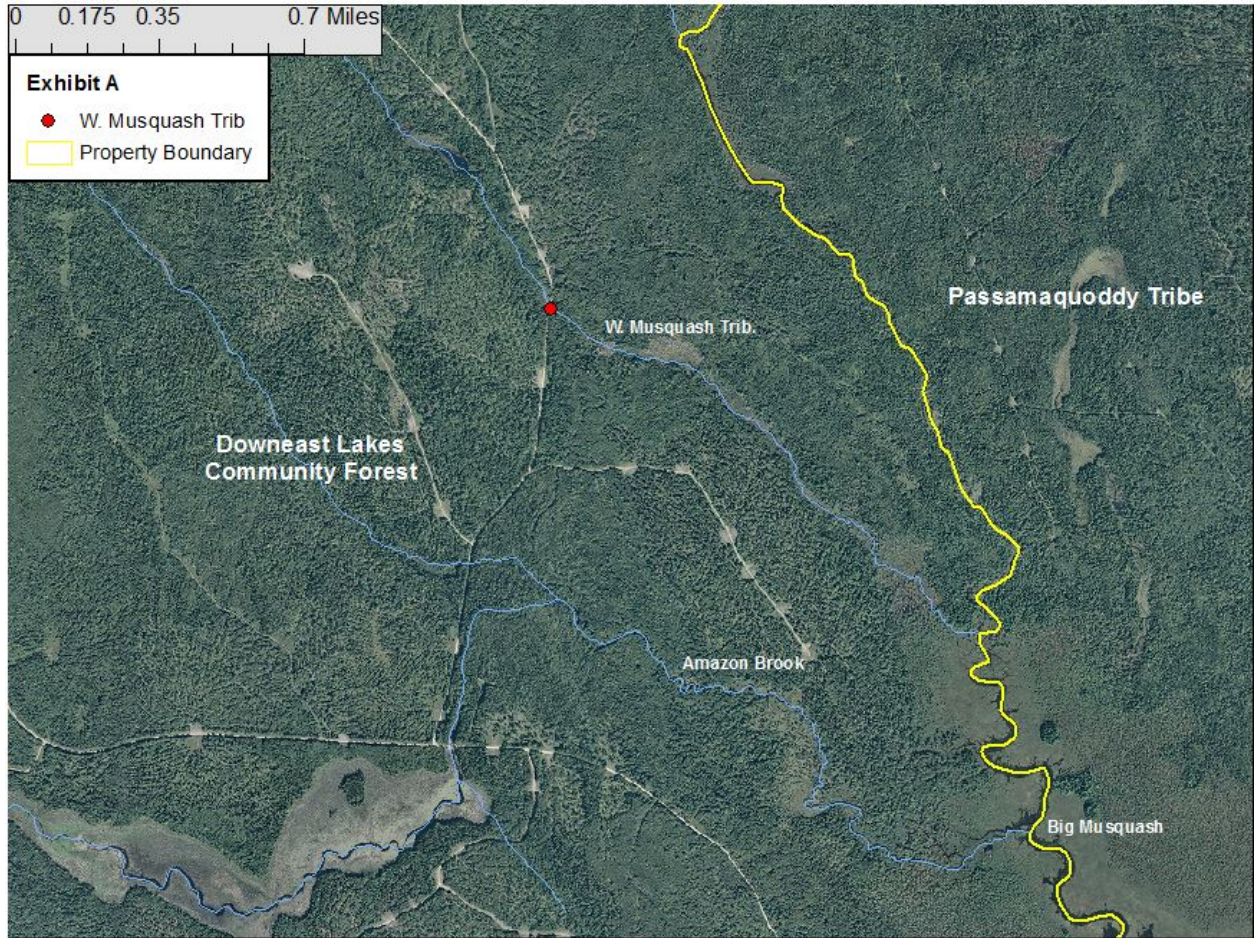 0 0.175 0.35 0.7 Miles
Exhibit A
W. Musquash Trib
Property Boundary
Passamaquoddy Tribe
W. Musquash Trib.
Downeast Lakes
Community Forest
Amazon Brook
Big Musquash